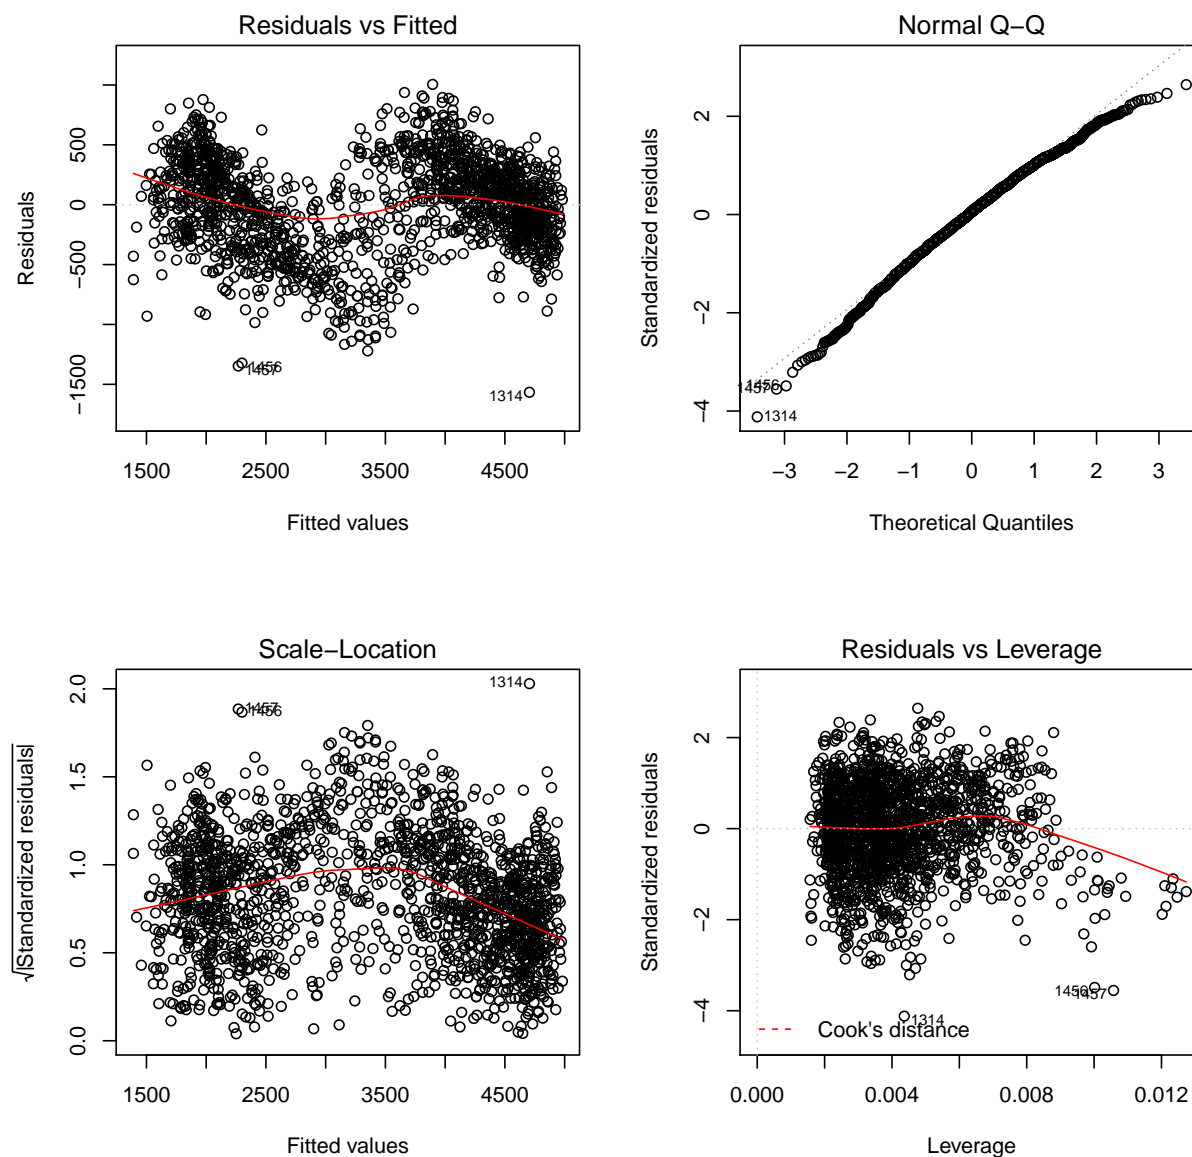 Residuals vs Fitted
Residuals
500
0
−500
−1500
1456
1457
1314
1500 2500 3500 4500
Fitted values
Normal Q−Q
Standardized residuals
2
0
−2
−4
1456
1457
1314
−3 −2 −1 0 1 2 3
Theoretical Quantiles
Scale−Location
√|Standardized residuals|
2.0
1.5
1.0
0.5
0.0
1314
1457
1456
1500 2500 3500 4500
Fitted values
Residuals vs Leverage
Standardized residuals
2
0
−2
−4
1456
1457
1314
Cook's distance
0.000 0.004 0.008 0.012
Leverage